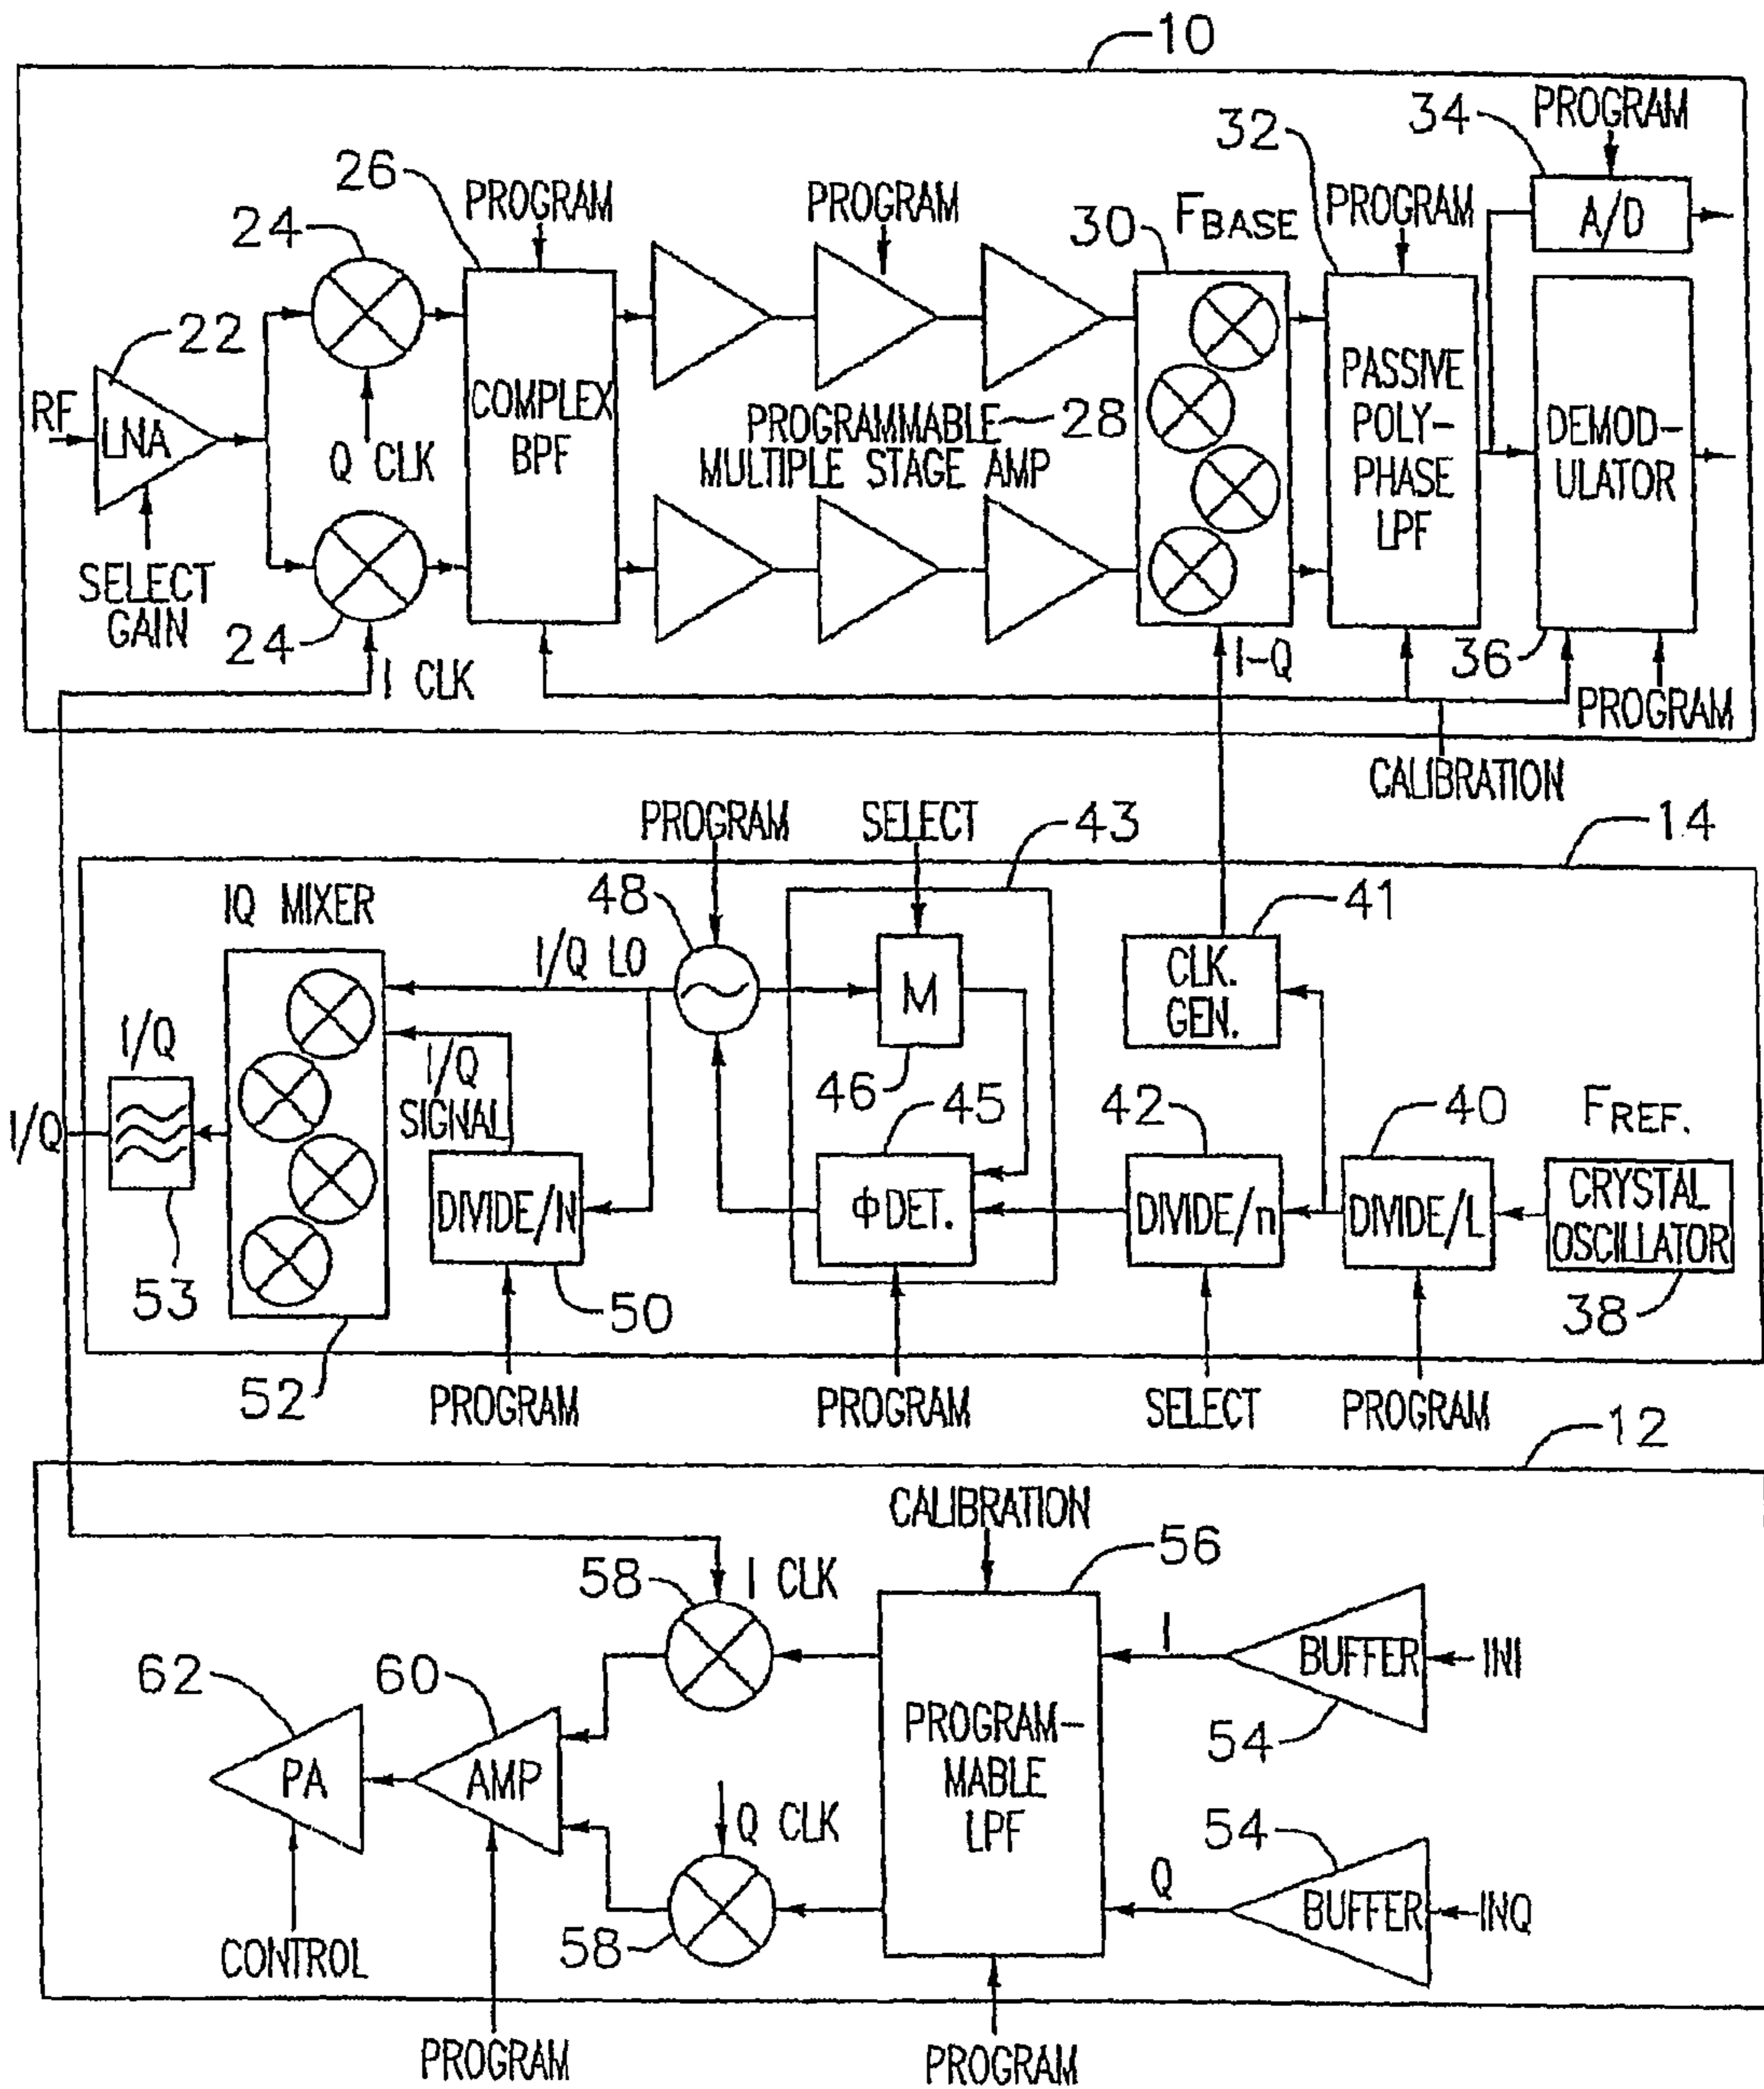 10
PROGRAM
34
32
26
PROGRAM
PROGRAM
24
30
FBASE
PROGRAM
A/D
22
RF
LNA
Q CLK
COMPLEX
BPF
PROGRAMMABLE
MULTIPLE STAGE AMP
28
PASSIVE
POLY-
PHASE
LPF
DEMOD-
ULATOR
SELECT
GAIN
24
I CLK
I-Q
36
PROGRAM
CALIBRATION
PROGRAM
SELECT
43
14
IQ MIXER
48
41
I/Q LO
M
CLK.
GEN.
I/Q
I/Q
SIGNAL
46
45
42
40
FREF.
I/Q
DIVIDE/N
Φ DET.
DIVIDE/n
DIVIDE/L
CRYSTAL
OSCILLATOR
53
50
38
52
PROGRAM
PROGRAM
SELECT
PROGRAM
12
CALIBRATION
56
58
I CLK
62
60
I
BUFFER
INI
54
PROGRAM-
MABLE
LPF
PA
AMP
Q CLK
54
Q
BUFFER
INQ
58
CONTROL
PROGRAM
PROGRAM